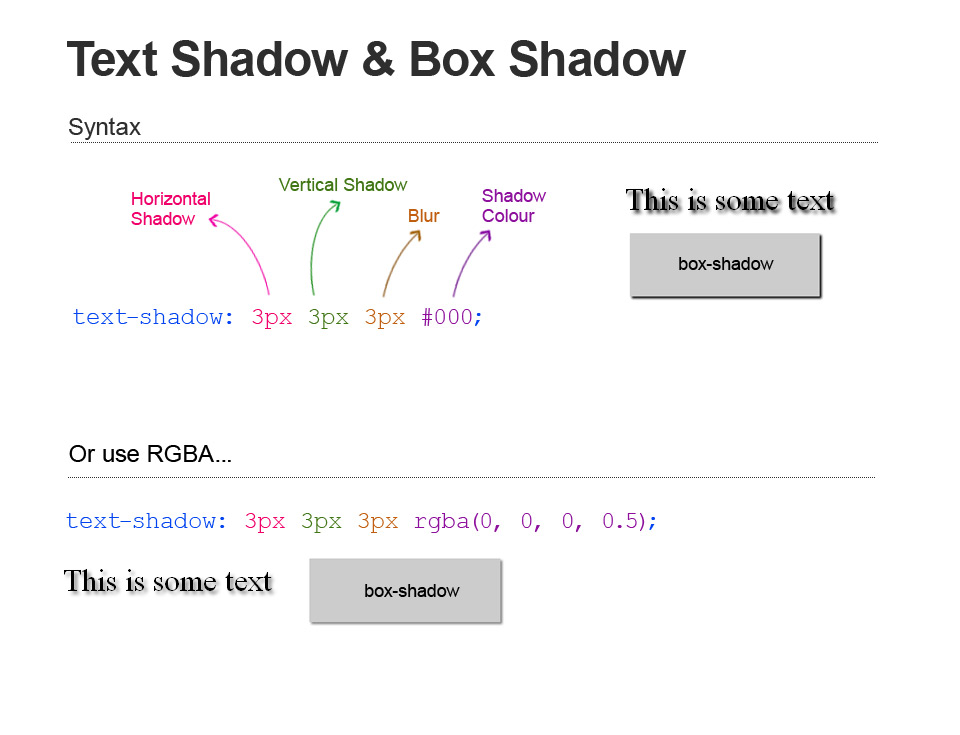 Text Shadow & Box Shadow
Syntax
Horizontal
Shadow
Vertical Shadow
Blur
Shadow
Colour
This is some text
box-shadow
text-shadow: 3px 3px 3px #000;
Or use RGBA...
text-shadow: 3px 3px 3px rgba(0, 0, 0, 0.5);
This is some text
box-shadow